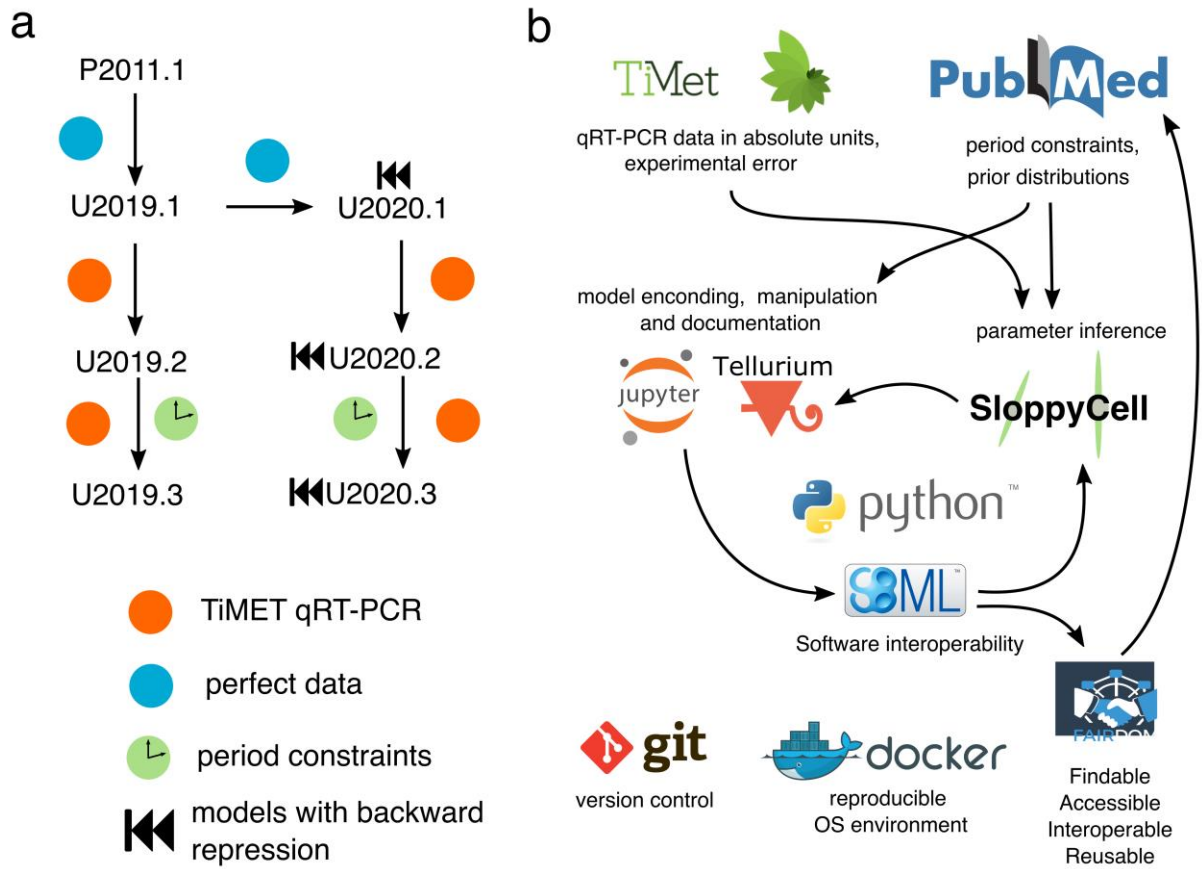 a
P2011.1
U2019.1
U2020.1
U2019.2
U2020.2
U2019.3
U2020.3
TiMET qRT-PCR
perfect data
period constraints
models with backward
repression
b
TiMet
PubMed
qRT-PCR data in absolute units,
experimental error
period constraints,
prior distributions
model enconding, manipulation
and documentation
parameter inference
Jupyter
Tellurium
SloppyCell
python™
SBML™
Software interoperability
git
version control
docker
reproducible
OS environment
FAIRDOM
Findable
Accessible
Interoperable
Reusable